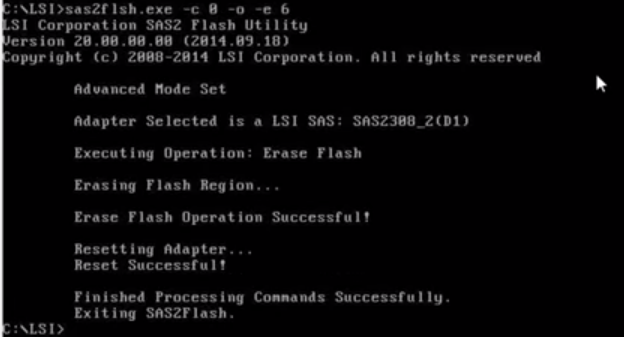 C:\LSI>sas2flsh.exe -c 0 -o -e 6
LSI Corporation SAS2 Flash Utility
Version 20.00.00.00 (2014.09.18)
Copyright (c) 2008-2014 LSI Corporation. All rights reserved
Advanced Mode Set
Adapter Selected is a LSI SAS: SAS2308_2(D1)
Executing Operation: Erase Flash
Erasing Flash Region...
Erase Flash Operation Successful!
Resetting Adapter...
Reset Successful!
Finished Processing Commands Successfully.
Exiting SAS2Flash.
C:\LSI>